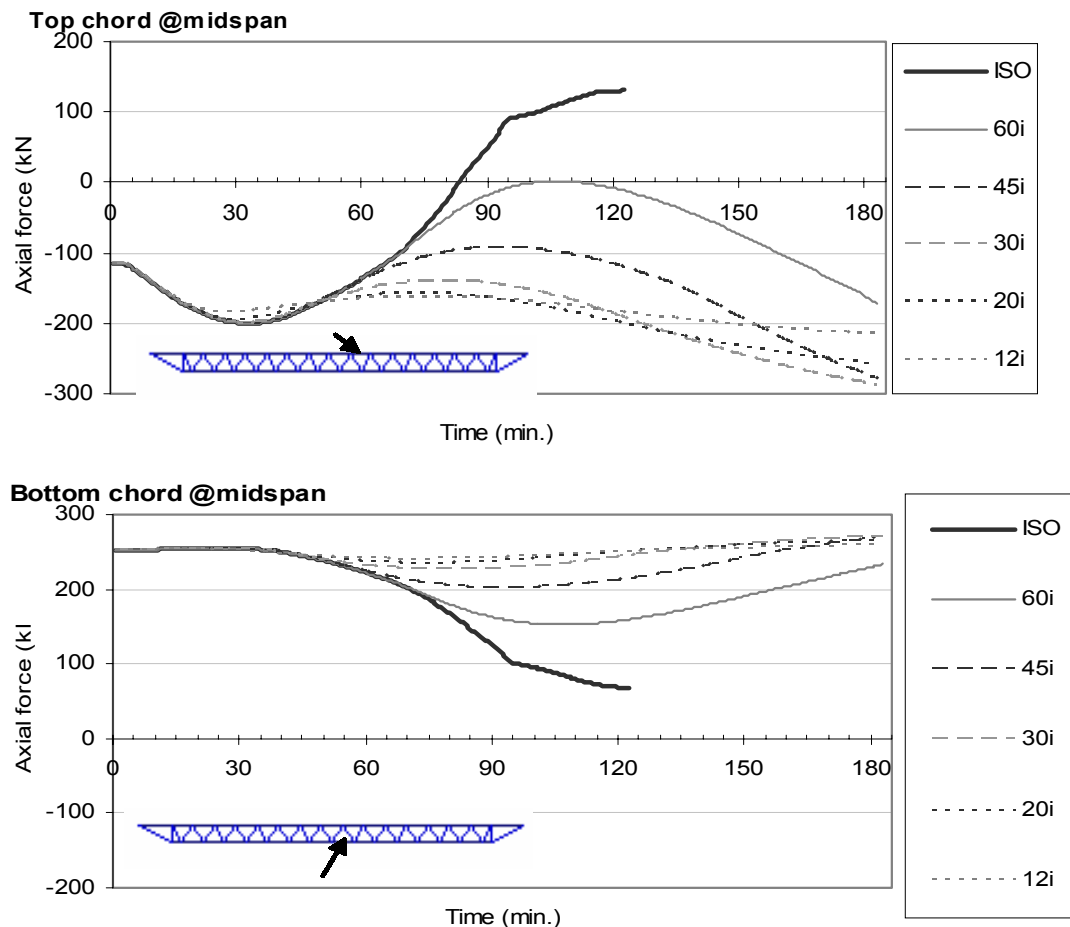 Top chord @midspan
Axial force (kN
200
100
0
-100
-200
-300
0 30 60 90 120 150 180
Time (min.)
ISO
60i
45i
30i
20i
12i
Bottom chord @midspan
Axial force (kI
300
200
100
0
-100
-200
0 30 60 90 120 150 180
Time (min.)
ISO
60i
45i
30i
20i
12i